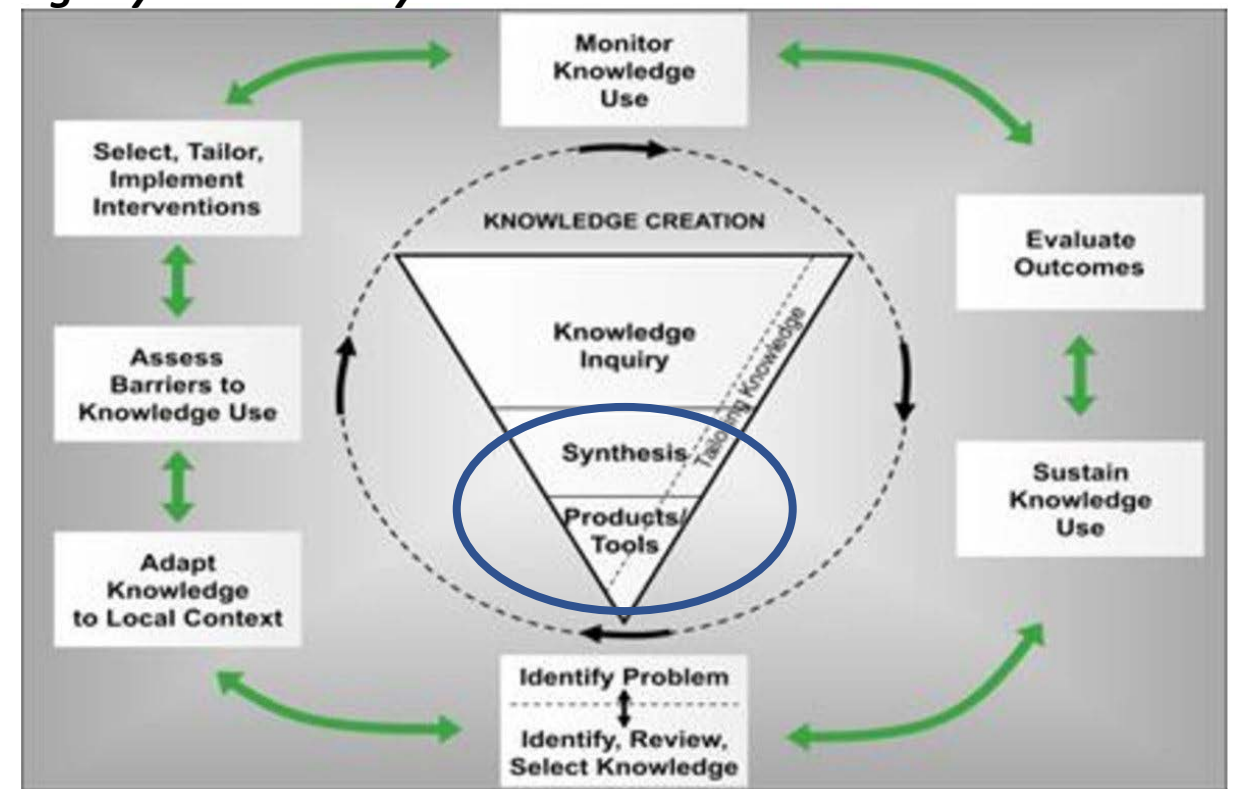 Monitor
Knowledge
Use
Select, Tailor,
Implement
Interventions
KNOWLEDGE CREATION
Evaluate
Outcomes
Knowledge
Inquiry
Tailoring Knowledge
Assess
Barriers to
Knowledge Use
Synthesis
Products/
Tools
Sustain
Knowledge
Use
Adapt
Knowledge
to Local Context
Identify Problem
Identify, Review,
Select Knowledge